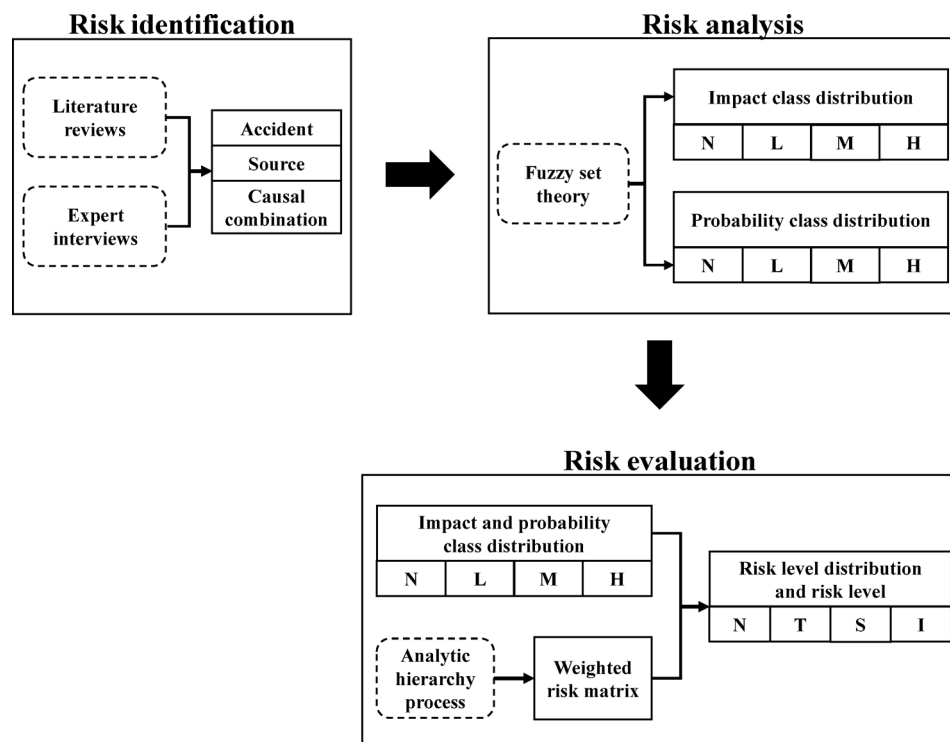 Risk identification
Literature
reviews
Expert
interviews
Accident
Source
Causal
combination
Risk analysis
Fuzzy set
theory
Impact class distribution
N L M H
Probability class distribution
N L M H
Risk evaluation
Impact and probability
class distribution
N L M H
Analytic
hierarchy
process
Weighted
risk matrix
Risk level distribution
and risk level
N T S I